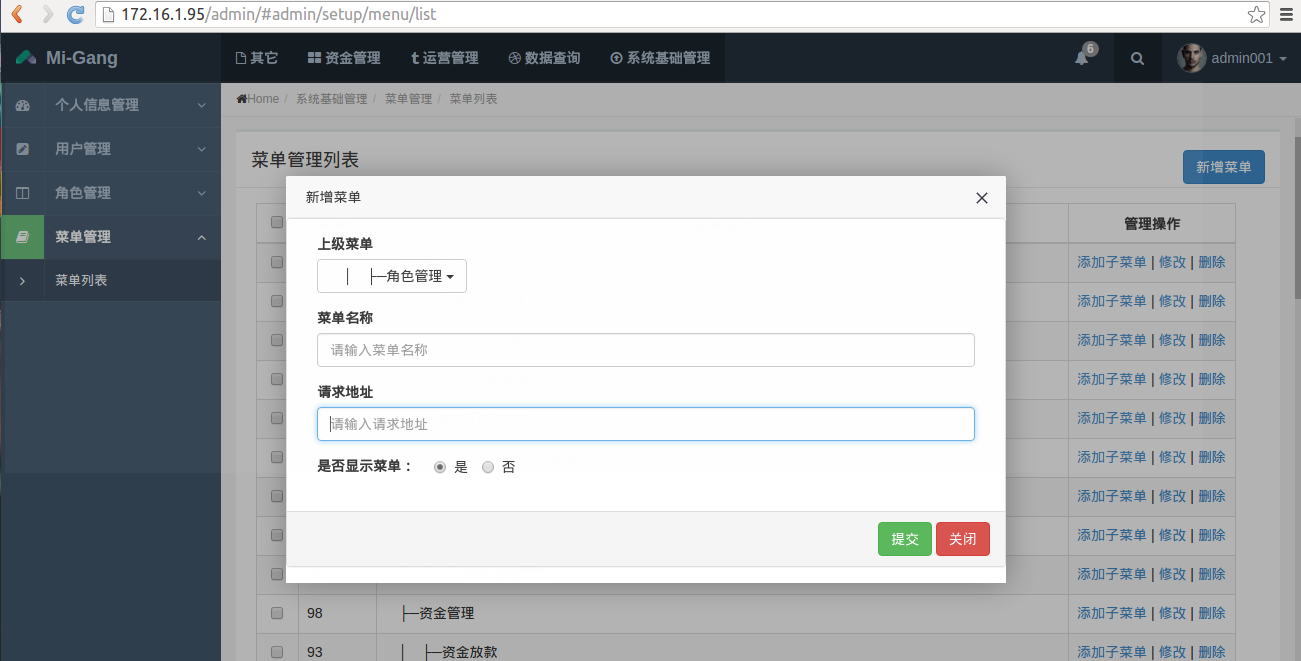 172.16.1.95/admin/#admin/setup/menu/list
Mi-Gang 其它 资金管理 运营管理 数据查询 系统基础管理 6 admin001
个人信息管理
用户管理
角色管理
菜单管理
菜单列表
Home / 系统基础管理 / 菜单管理 / 菜单列表
菜单管理列表 新增菜单
新增菜单 ×
上级菜单
│ ├─角色管理
菜单名称
请输入菜单名称
请求地址
请输入请求地址
是否显示菜单： 是 否
提交 关闭
管理操作
添加子菜单 | 修改 | 删除
添加子菜单 | 修改 | 删除
添加子菜单 | 修改 | 删除
添加子菜单 | 修改 | 删除
添加子菜单 | 修改 | 删除
添加子菜单 | 修改 | 删除
添加子菜单 | 修改 | 删除
添加子菜单 | 修改 | 删除
添加子菜单 | 修改 | 删除
98 ├─资金管理 添加子菜单 | 修改 | 删除
93 │ ├─资金放款 添加子菜单 | 修改 | 删除